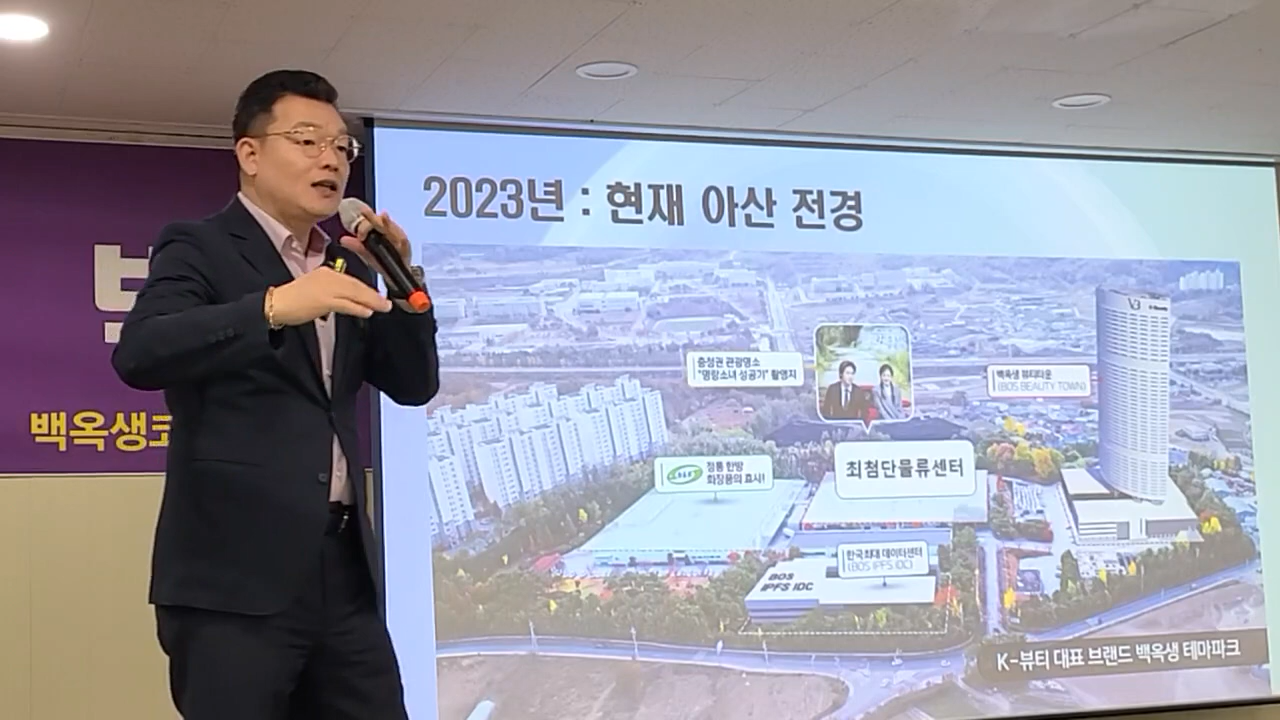 2023년 : 현재 아산 전경
충청권 관광명소
"명랑소녀 성공기" 촬영지
백옥생 뷰티타운
(BOS BEAUTY TOWN)
정통 한방
화장품의 효시!
최첨단물류센터
한국 최대 데이터센터
(BOS IPFS IDC)
BOS
IPFS IDC
K-뷰티 대표 브랜드 백옥생 테마파크
백옥생